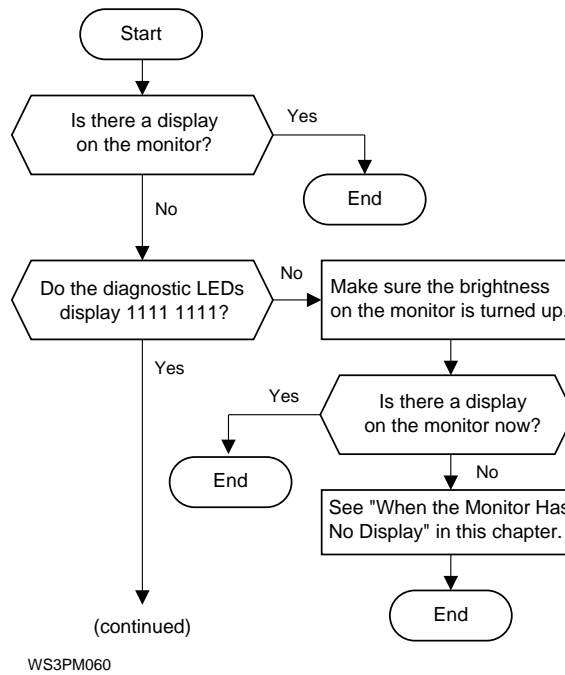 Start
Is there a display
on the monitor?
Yes
End
No
Do the diagnostic LEDs
display 1111 1111?
No
Make sure the brightness
on the monitor is turned up.
Yes
Yes
Is there a display
on the monitor now?
End
No
See "When the Monitor Has
No Display" in this chapter.
End
(continued)
WS3PM060